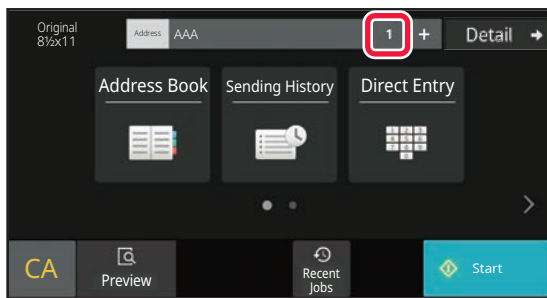 Original
8½x11
Address AAA 1 + Detail
Address Book
Sending History
Direct Entry
CA
Preview
Recent
Jobs
Start